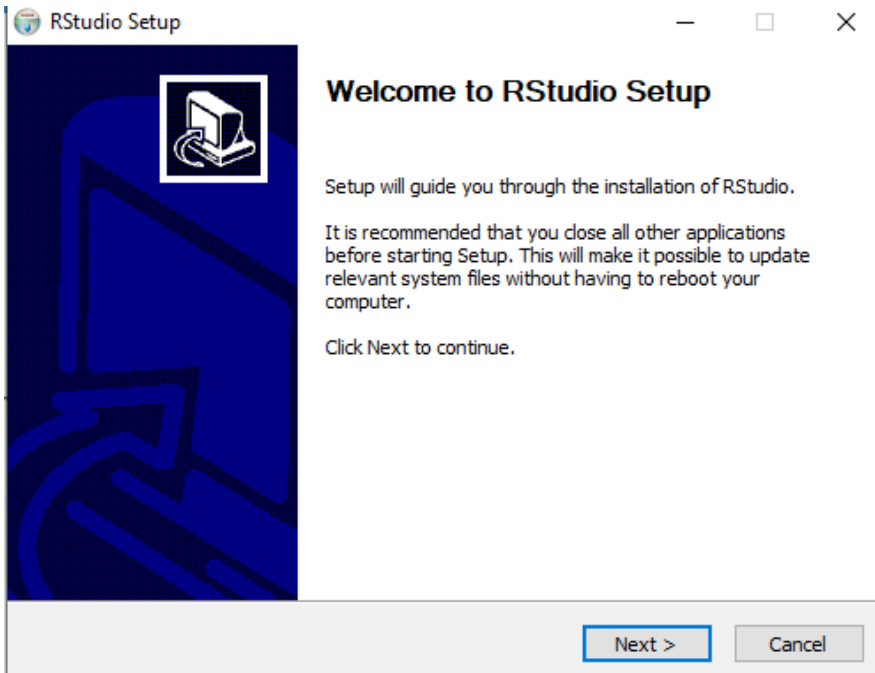 RStudio Setup
Welcome to RStudio Setup
Setup will guide you through the installation of RStudio.
It is recommended that you close all other applications
before starting Setup. This will make it possible to update
relevant system files without having to reboot your
computer.
Click Next to continue.
Next >
Cancel